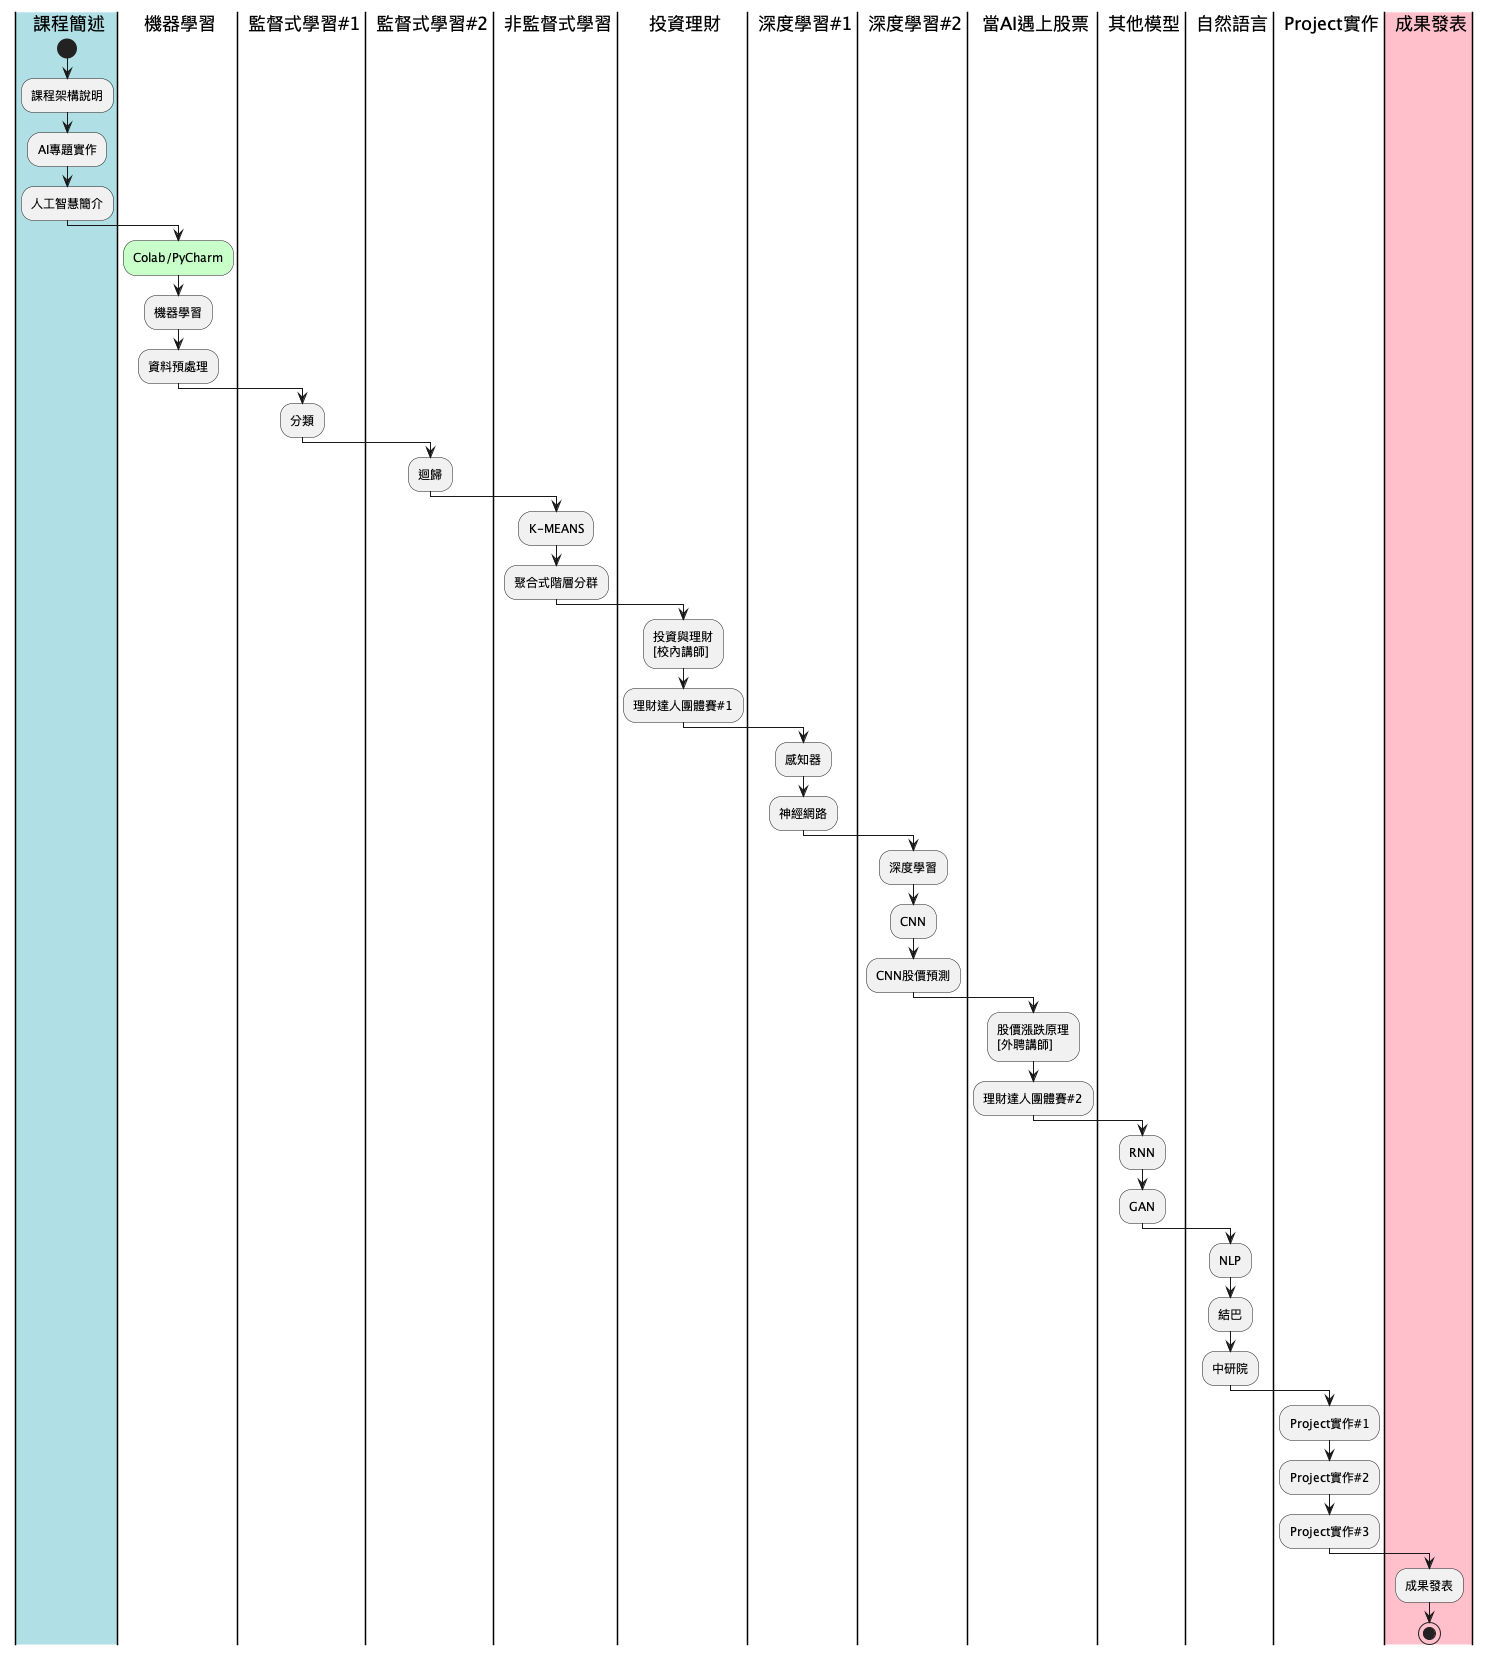 課程簡述
機器學習
監督式學習#1
監督式學習#2
非監督式學習
投資理財
深度學習#1
深度學習#2
當AI遇上股票
其他模型
自然語言
Project實作
成果發表
課程架構說明
AI專題實作
人工智慧簡介
Colab/PyCharm
機器學習
資料預處理
分類
迴歸
K-MEANS
聚合式階層分群
投資與理財
[校內講師]
理財達人團體賽#1
感知器
神經網路
深度學習
CNN
CNN股價預測
股價漲跌原理
[外聘講師]
理財達人團體賽#2
RNN
GAN
NLP
結巴
中研院
Project實作#1
Project實作#2
Project實作#3
成果發表